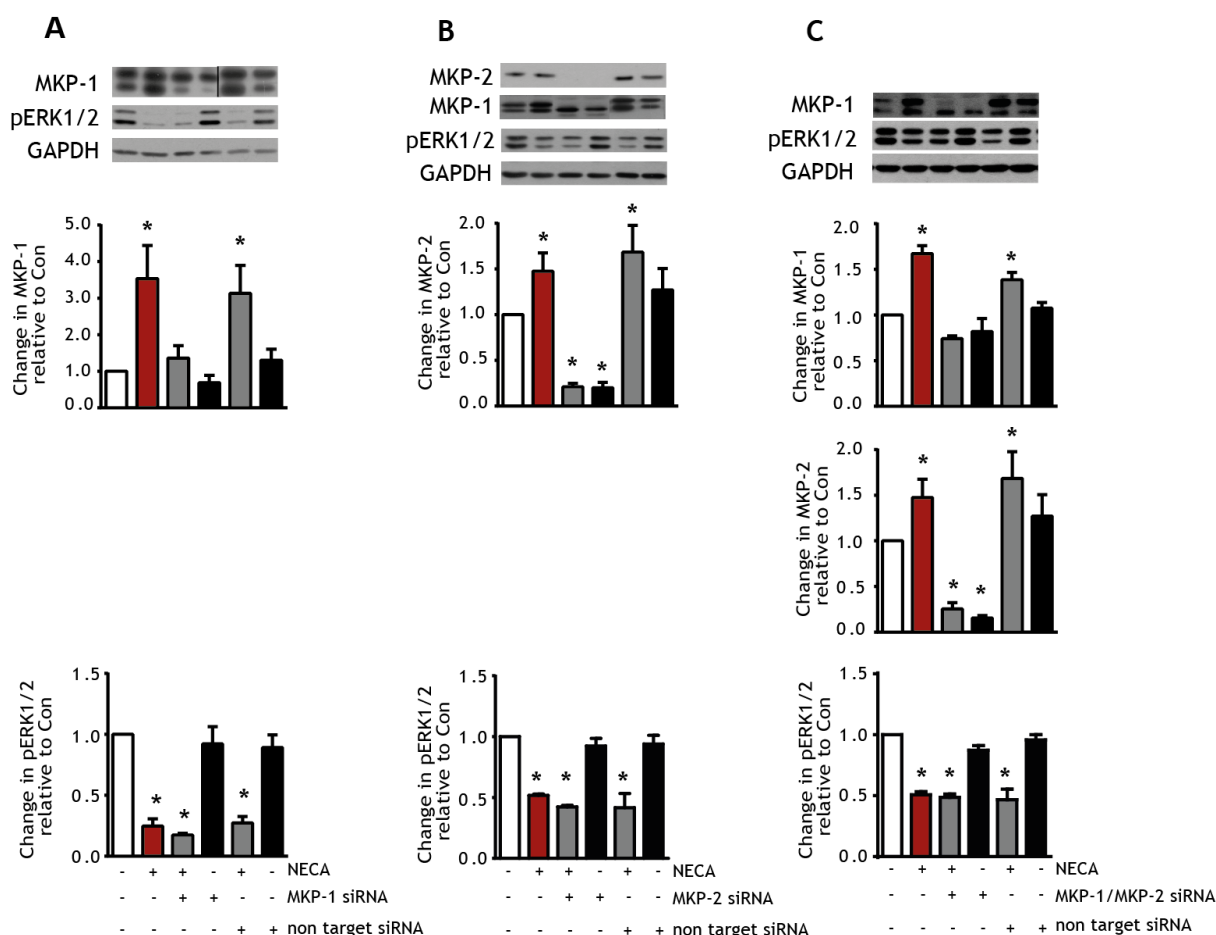 A
MKP-1
pERK1/2
GAPDH
Change in MKP-1
relative to Con
5.0
4.0
3.0
2.0
1.0
0.0
* *
Change in pERK1/2
relative to Con
1.5
1.0
0.5
0.0
* * *
- + + - + - NECA
- - + + - - MKP-1 siRNA
- - - - + + non target siRNA
B
MKP-2
MKP-1
pERK1/2
GAPDH
Change in MKP-2
relative to Con
2.0
1.5
1.0
0.5
0.0
* * * * *
Change in pERK1/2
relative to Con
1.5
1.0
0.5
0.0
* * *
- + + - + - NECA
- - + + - - MKP-2 siRNA
- - - - + + non target siRNA
C
MKP-1
pERK1/2
GAPDH
Change in MKP-1
relative to Con
2.0
1.5
1.0
0.5
0.0
* *
Change in MKP-2
relative to Con
2.0
1.5
1.0
0.5
0.0
* * * * *
Change in pERK1/2
relative to Con
1.5
1.0
0.5
0.0
* * *
- + + - + - NECA
- - + + - - MKP-1/MKP-2 siRNA
- - - - + + non target siRNA